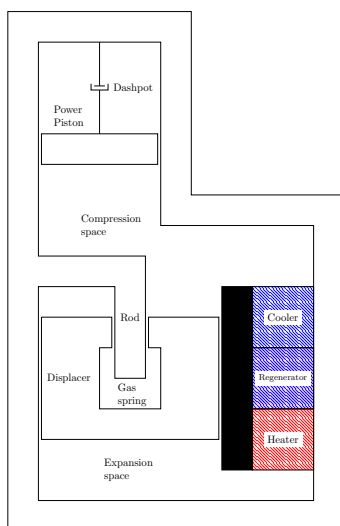 Dashpot
Power
Piston
Compression
space
Rod
Cooler
Displacer
Gas
spring
Regenerator
Heater
Expansion
space